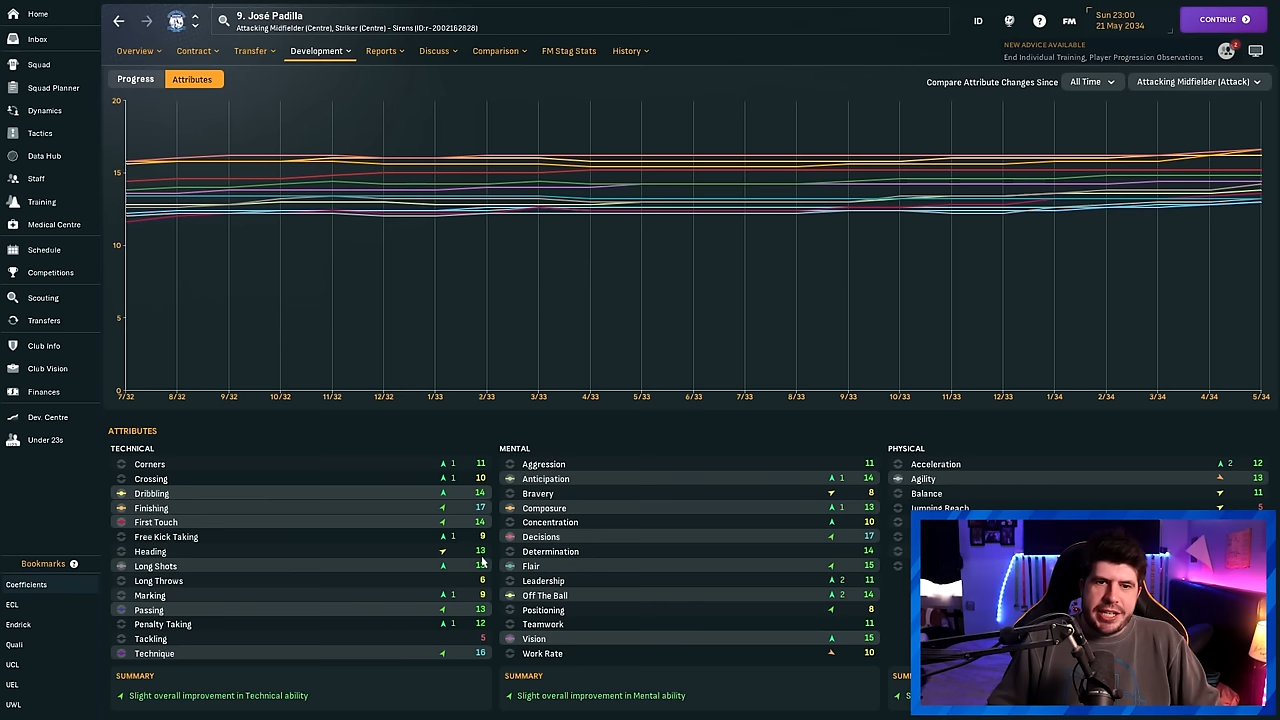 Home
Inbox
Squad
Squad Planner
Dynamics
Tactics
Data Hub
Staff
Training
Medical Centre
Schedule
Competitions
Scouting
Transfers
Club Info
Club Vision
Finances
Dev. Centre
Under 23s
Bookmarks ?
Coefficients
ECL
Endrick
Quali
UCL
UEL
UWL
9. José Padilla
Attacking Midfielder (Centre), Striker (Centre) - Sirens (ID:r-2002162828)
ID ? FM Sun 23:00
21 May 2034
CONTINUE
Overview Contract Transfer Development Reports Discuss Comparison FM Stag Stats History
NEW ADVICE AVAILABLE
End Individual Training, Player Progression Observations
2
Progress Attributes
Compare Attribute Changes Since All Time Attacking Midfielder (Attack)
20
15
10
5
0
7/32 8/32 9/32 10/32 11/32 12/32 1/33 2/33 3/33 4/33 5/33 6/33 7/33 8/33 9/33 10/33 11/33 12/33 1/34 2/34 3/34 4/34 5/34
ATTRIBUTES
TECHNICAL
Corners 1 11
Crossing 1 10
Dribbling 14
Finishing 17
First Touch 14
Free Kick Taking 1 9
Heading 13
Long Shots
Long Throws 6
Marking 1 9
Passing 13
Penalty Taking 1 12
Tackling 5
Technique 16
SUMMARY
Slight overall improvement in Technical ability
MENTAL
Aggression 11
Anticipation 1 14
Bravery 8
Composure 1 13
Concentration 10
Decisions 17
Determination 14
Flair 15
Leadership 2 11
Off The Ball 2 14
Positioning 8
Teamwork 11
Vision 15
Work Rate 10
SUMMARY
Slight overall improvement in Mental ability
PHYSICAL
Acceleration 2 12
Agility 13
Balance 11
Jumping Reach 5